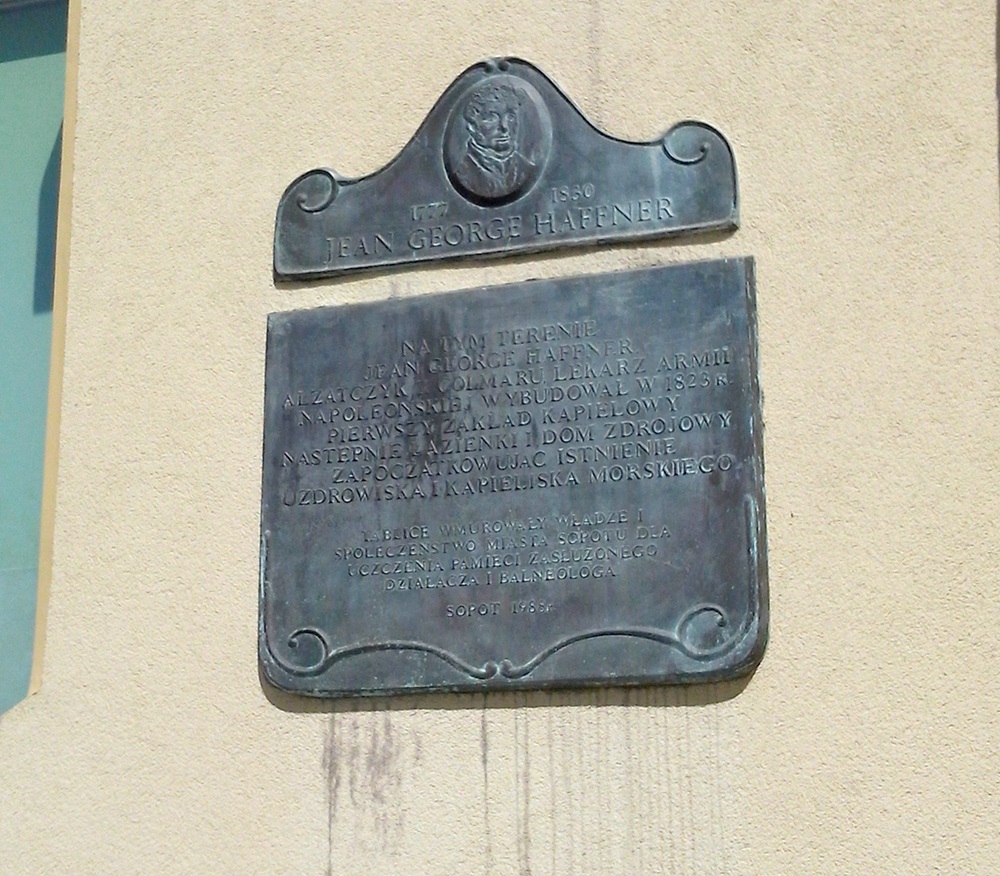 1777 1830
JEAN GEORGE HAFFNER
NA TYM TERENIE
JEAN GEORGE HAFFNER
ALZATCZYK Z COLMARU, LEKARZ ARMII
NAPOLEOŃSKIEJ WYBUDOWAŁ W 1823 R.
PIERWSZY ZAKŁAD KĄPIELOWY
NASTĘPNIE ŁAZIENKI I DOM ZDROJOWY
ZAPOCZĄTKOWUJĄC ISTNIENIE
UZDROWISKA I KĄPIELISKA MORSKIEGO
TABLICĘ WMUROWAŁY WŁADZE I
SPOŁECZEŃSTWO MIASTA SOPOTU DLA
UCZCZENIA PAMIĘCI ZASŁUŻONEGO
DZIAŁACZA I BALNEOLOGA
SOPOT